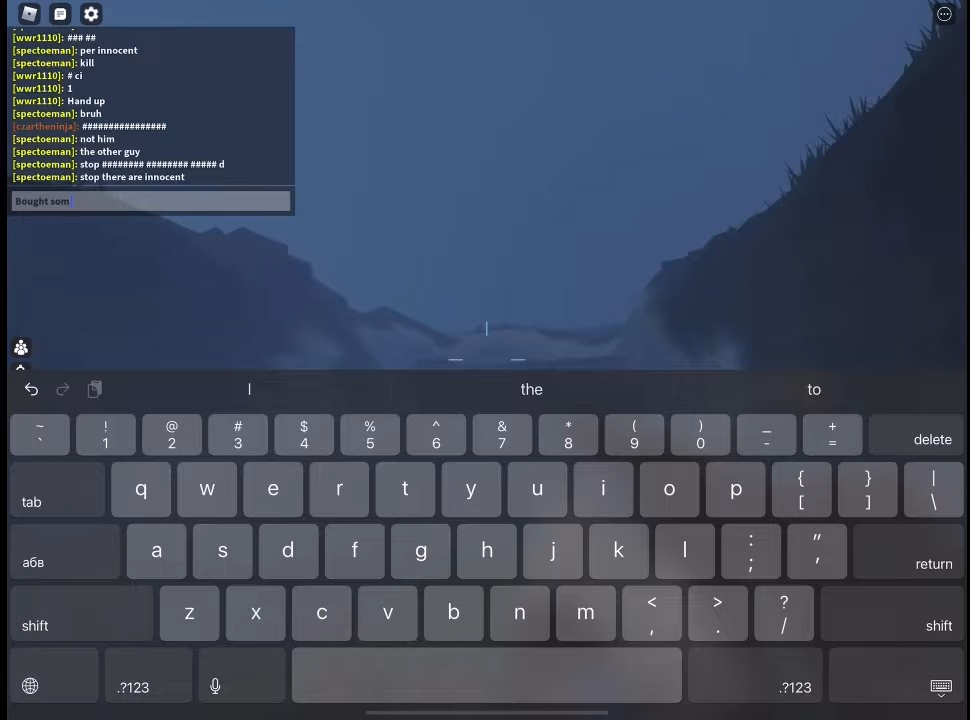 [wwr1110]: ### ##
[spectoeman]: per innocent
[spectoeman]: kill
[wwr1110]: # ci
[wwr1110]: 1
[wwr1110]: Hand up
[spectoeman]: bruh
[czartheninja]: ################
[spectoeman]: not him
[spectoeman]: the other guy
[spectoeman]: stop ######## ######## ##### d
[spectoeman]: stop there are innocent
Bought som
I the to
~ ! @ # $ % ^ & * ( ) _ +
` 1 2 3 4 5 6 7 8 9 0 - = delete
tab q w e r t y u i o p { [ } ] | \
абв a s d f g h j k l : ; " ' return
shift z x c v b n m < , > . ? / shift
.?123 .?123